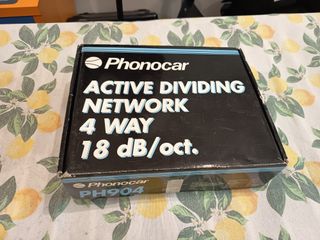 Phonocar
ACTIVE DIVIDING
NETWORK
4 WAY
18 dB/oct.
Phonocar
PH904